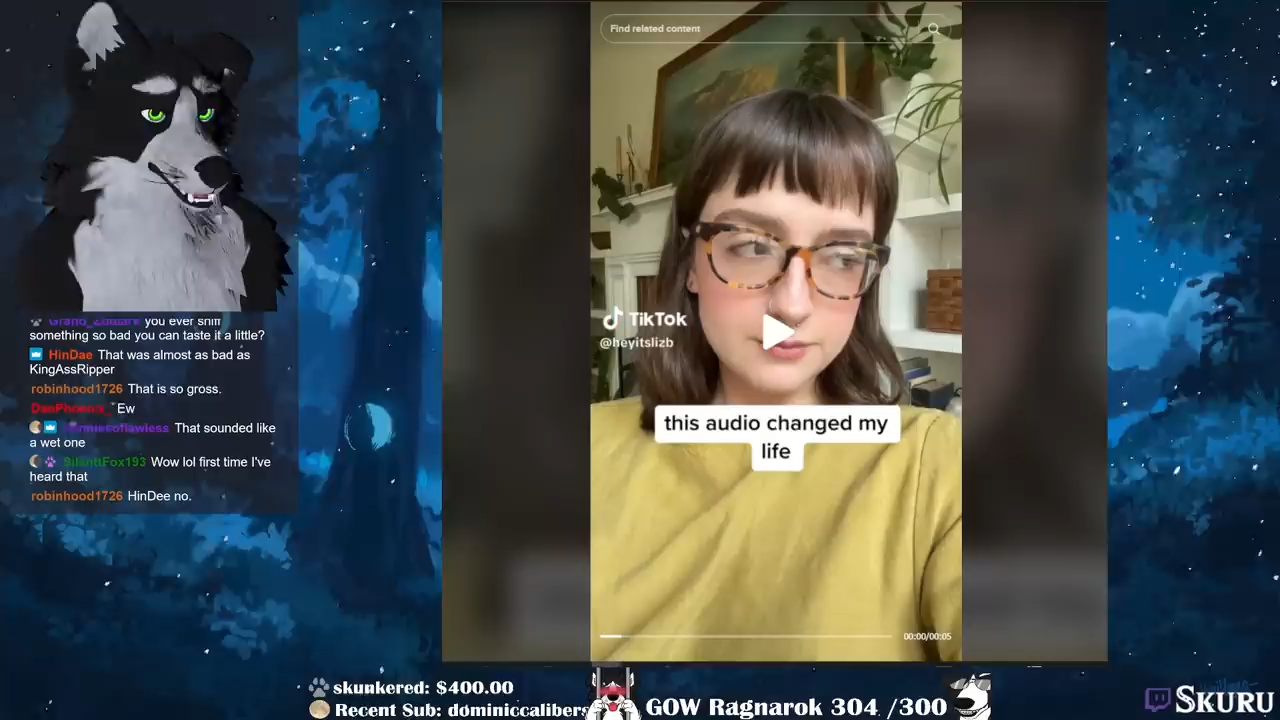 Find related content
you ever sniff
something so bad you can taste it a little?
HinDae That was almost as bad as
KingAssRipper
robinhood1726 That is so gross.
DanPhoenix_ Ew
That sounded like
a wet one
SilanttFox193 Wow lol first time I've
heard that
robinhood1726 HinDee no.
TikTok
@heyitslizb
this audio changed my
life
00:00/00:05
skunkered: $400.00
Recent Sub: dominiccalibers
GOW Ragnarok 304 /300
SKURU